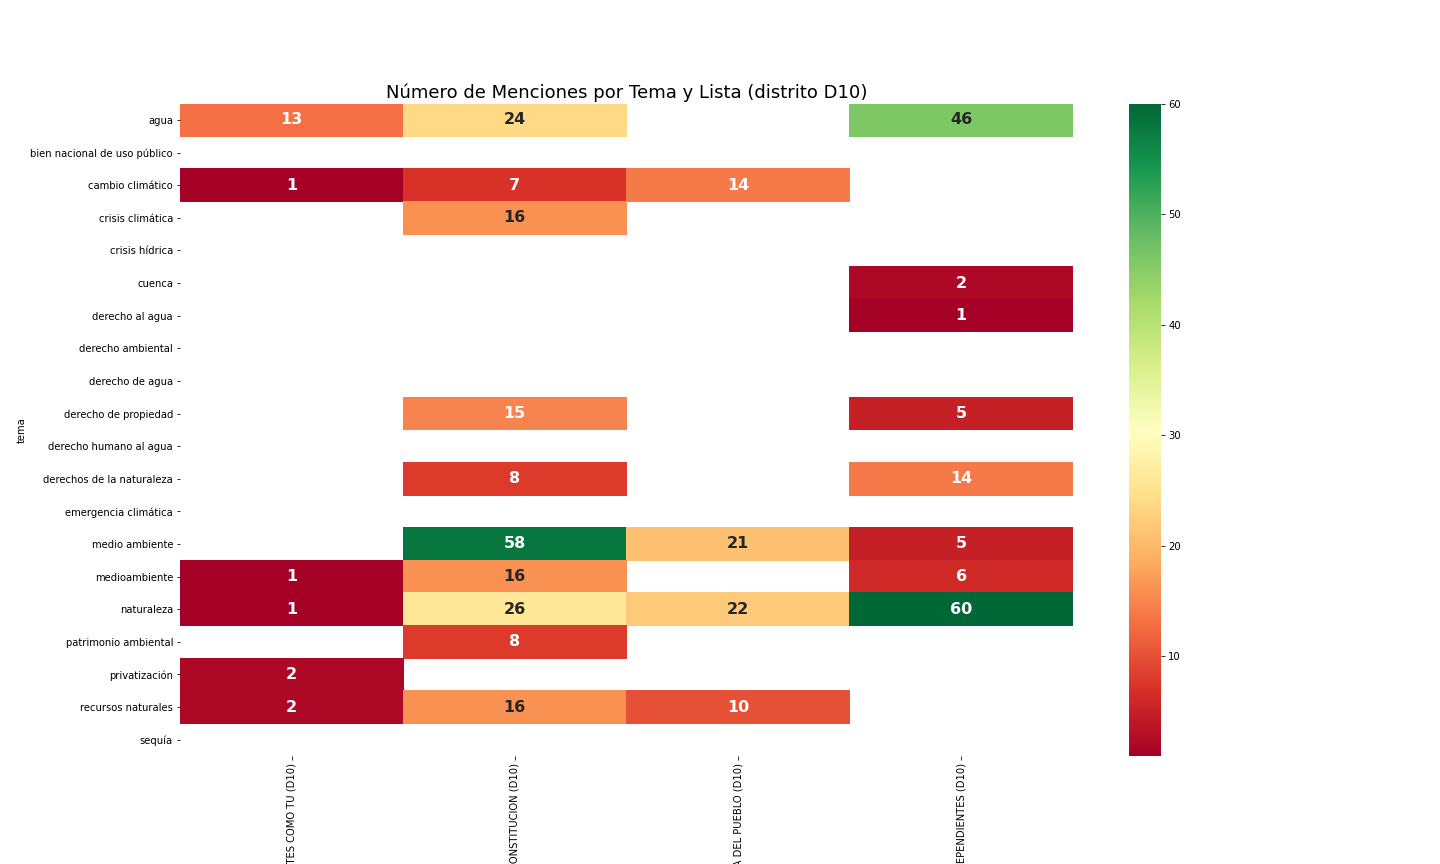 Número de Menciones por Tema y Lista (distrito D10)
agua 13 24 46
bien nacional de uso público
cambio climático 1 7 14
crisis climática 16
crisis hídrica
cuenca 2
derecho al agua 1
derecho ambiental
derecho de agua
derecho de propiedad 15 5
derecho humano al agua
derechos de la naturaleza 8 14
emergencia climática
medio ambiente 58 21 5
medioambiente 1 16 6
naturaleza 1 26 22 60
patrimonio ambiental 8
privatización 2
recursos naturales 2 16 10
sequía
tema
TES COMO TU (D10)
ONSTITUCION (D10)
A DEL PUEBLO (D10)
EPENDIENTES (D10)
60
50
40
30
20
10